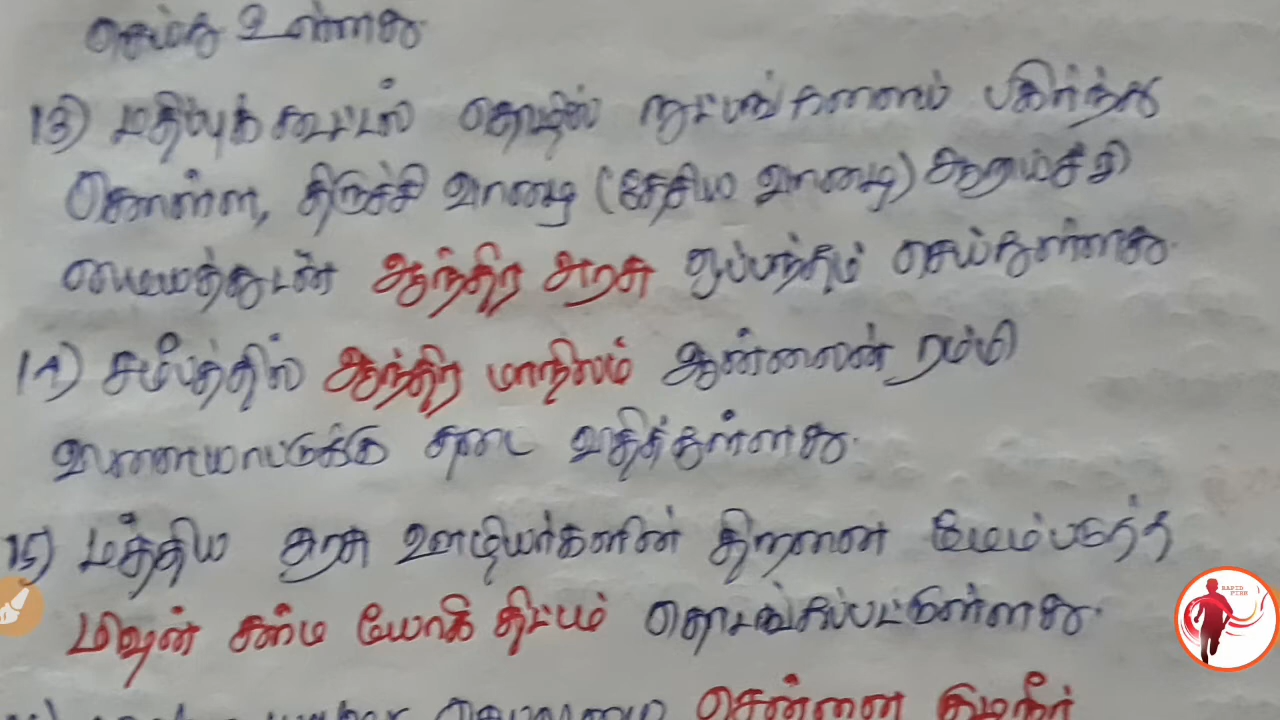 செய்து உள்ளது.
13) மதிப்புக் கூட்டல் தொழில் நுட்பங்களைப் பகிர்ந்து
கொள்ள, திருச்சி வாழை (தேசிய வாழை) ஆராய்ச்சி
மையத்துடன் ஆந்திர அரசு ஒப்பந்தம் செய்துள்ளது.
14) சமீபத்தில் ஆந்திர மாநிலம் ஆன்லைன் ரம்மி
விளையாட்டுக்கு தடை விதித்துள்ளது.
15) மத்திய அரசு ஊழியர்களின் திறனை மேம்படுத்த
மிஷன் கர்ம யோகி திட்டம் தொடங்கப்பட்டுள்ளது.
சென்னை குடிநீர்
RAPID
FIRE